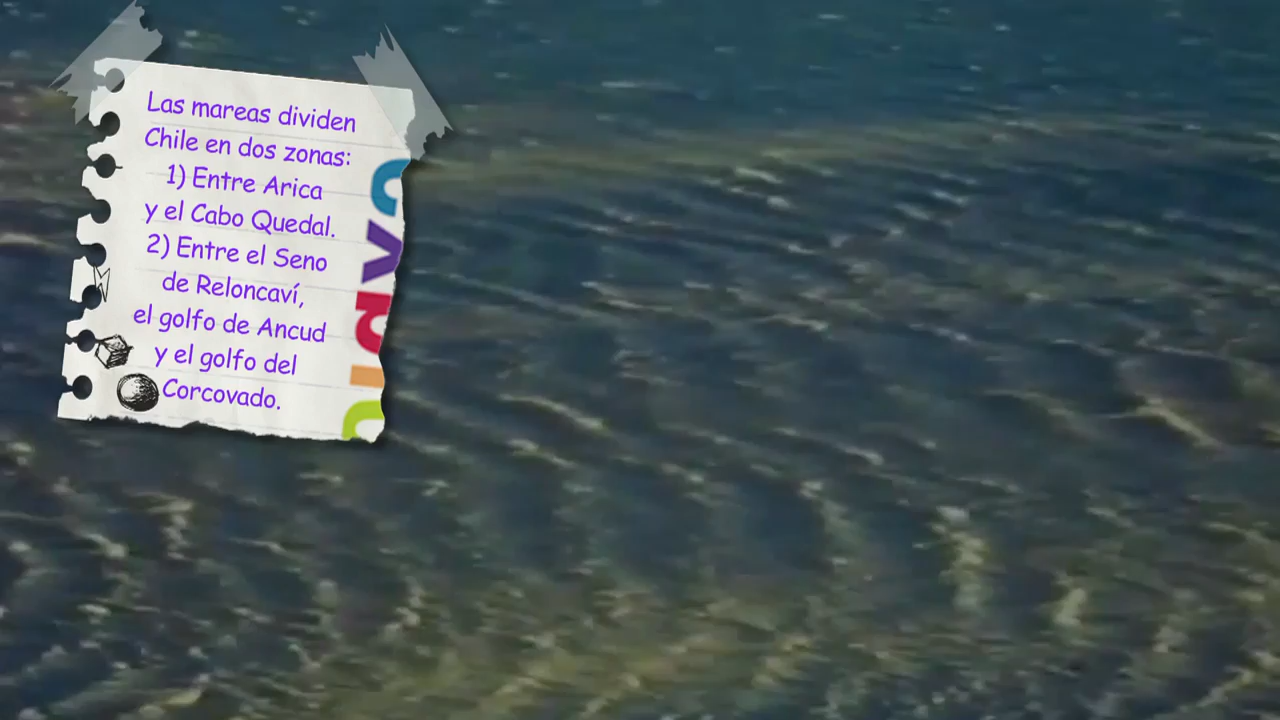 Las mareas dividen
Chile en dos zonas:
1) Entre Arica
y el Cabo Quedal.
2) Entre el Seno
de Reloncaví,
el golfo de Ancud
y el golfo del
Corcovado.